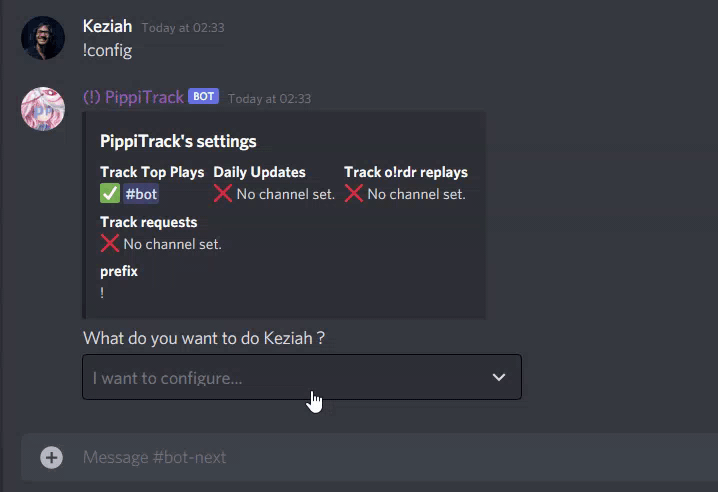 Keziah Today at 02:33
!config
(!) PippiTrack BOT Today at 02:33
PippiTrack's settings
Track Top Plays Daily Updates Track o!rdr replays
#bot No channel set. No channel set.
Track requests
No channel set.
prefix
!
What do you want to do Keziah ?
I want to configure...
Message #bot-next